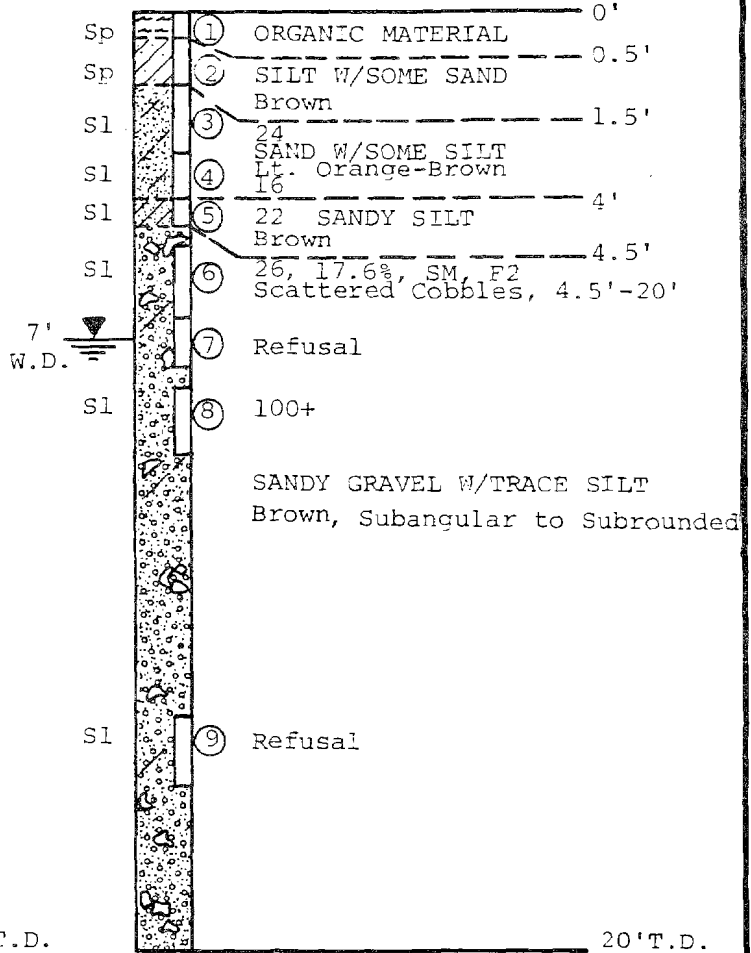 0'
Sp ① ORGANIC MATERIAL
0.5'
Sp ② SILT W/SOME SAND
Brown
1.5'
Sl ③ 24
SAND W/SOME SILT
Lt. Orange-Brown
Sl ④ 16
4'
Sl ⑤ 22 SANDY SILT
Brown
4.5'
Sl ⑥ 26, 17.6%, SM, F2
Scattered Cobbles, 4.5'-20'
7'
W.D.
⑦ Refusal
Sl ⑧ 100+
SANDY GRAVEL W/TRACE SILT
Brown, Subangular to Subrounded
Sl ⑨ Refusal
T.D.
20'T.D.